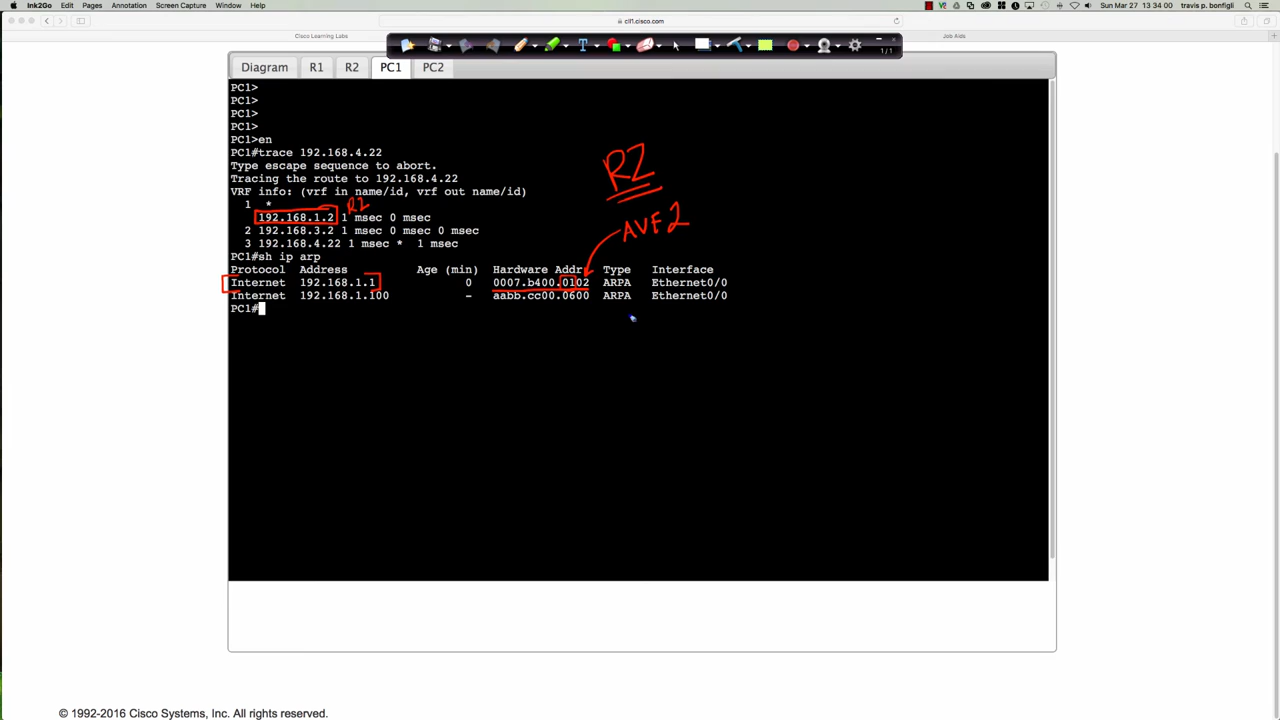 Ink2Go Edit Pages Annotation Screen Capture Window Help Sun Mar 27 13 34 00 travis p. bonfigli
cll1.cisco.com
Cisco Learning Labs Job Aids
1/1
Diagram R1 R2 PC1 PC2
PC1>
PC1>
PC1>
PC1>
PC1>en
PC1#trace 192.168.4.22
Type escape sequence to abort.
Tracing the route to 192.168.4.22
VRF info: (vrf in name/id, vrf out name/id)
1 *
192.168.1.2 1 msec 0 msec
2 192.168.3.2 1 msec 0 msec 0 msec
3 192.168.4.22 1 msec * 1 msec
PC1#sh ip arp
Protocol Address Age (min) Hardware Addr Type Interface
Internet 192.168.1.1 0 0007.b400.0102 ARPA Ethernet0/0
Internet 192.168.1.100 - aabb.cc00.0600 ARPA Ethernet0/0
PC1#
R2
R2
AVF 2
© 1992-2016 Cisco Systems, Inc. All rights reserved.